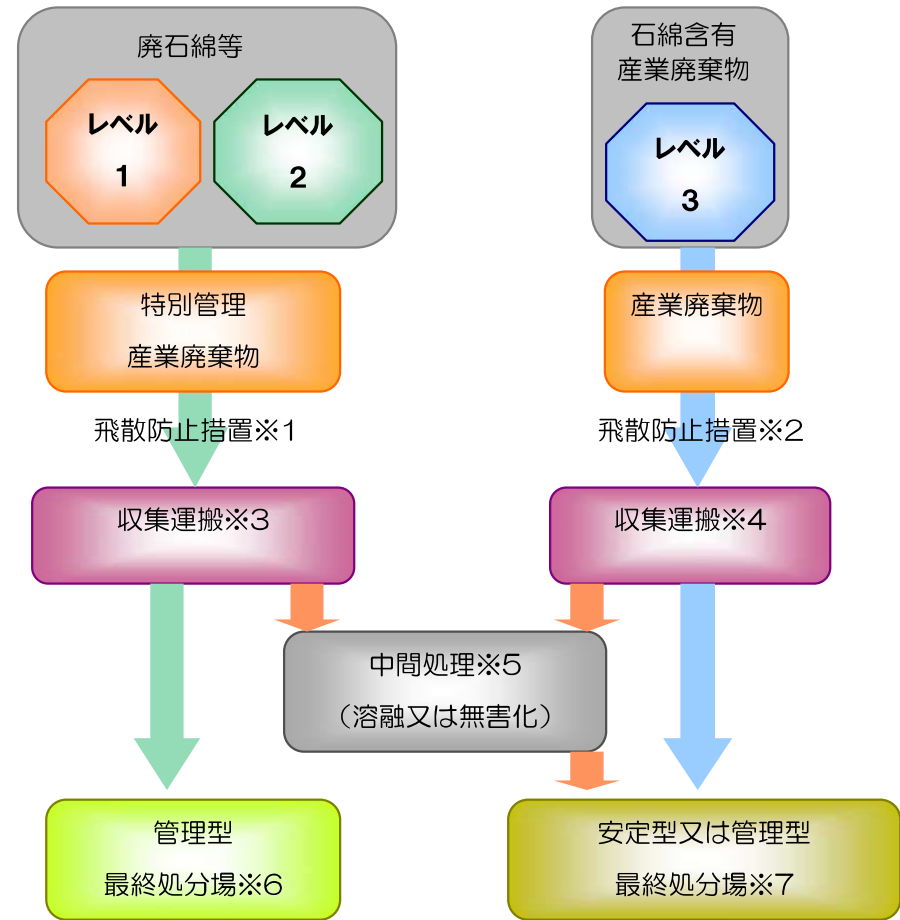 廃石綿等
レベル
1
レベル
2
石綿含有
産業廃棄物
レベル
3
特別管理
産業廃棄物
産業廃棄物
飛散防止措置※1
飛散防止措置※2
収集運搬※3
収集運搬※4
中間処理※5
（溶融又は無害化）
管理型
最終処分場※6
安定型又は管理型
最終処分場※7